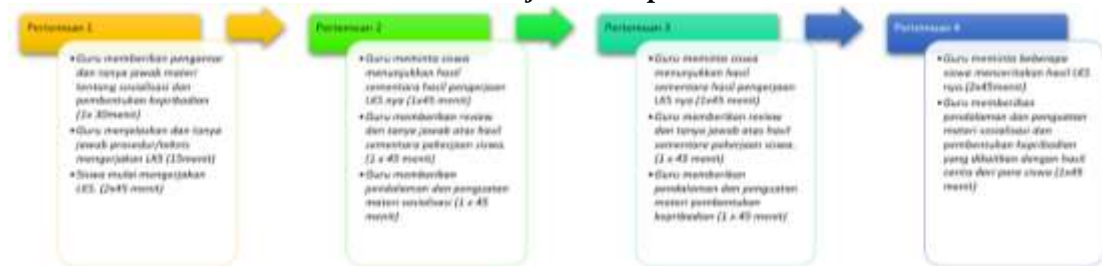 Pertemuan 1
• Guru memberikan pengantar
dan tanya jawab materi
tentang sosialisasi dan
pembentukan kepribadian
(1x 30menit)
• Guru menjelaskan dan tanya
jawab prosedur/teknis
mengerjakan LKS (15menit)
• Siswa mulai mengerjakan
LKS. (2x45 menit)
Pertemuan 2
• Guru meminta siswa
menunjukkan hasil
sementara hasil pengerjaan
LKS nya (1x45 menit)
• Guru memberikan review
dan tanya jawab atas hasil
sementara pekerjaan siswa.
(1 x 45 menit)
• Guru memberikan
pendalaman dan penguatan
materi sosialisasi (1 x 45
menit)
Pertemuan 3
• Guru meminta siswa
menunjukkan hasil
sementara hasil pengerjaan
LKS nya (1x45 menit)
• Guru memberikan review
dan tanya jawab atas hasil
sementara pekerjaan siswa.
(1 x 45 menit)
• Guru memberikan
pendalaman dan penguatan
materi pembentukan
kepribadian (1 x 45 menit)
Pertemuan 4
• Guru meminta beberapa
siswa menceritakan hasil LKS
nya (2x45menit)
• Guru memberikan
pendalaman dan penguatan
materi sosialisasi dan
pembentukan kepribadian
yang dikaitkan dengan hasil
cerita dari para siswa (1x45
menit)